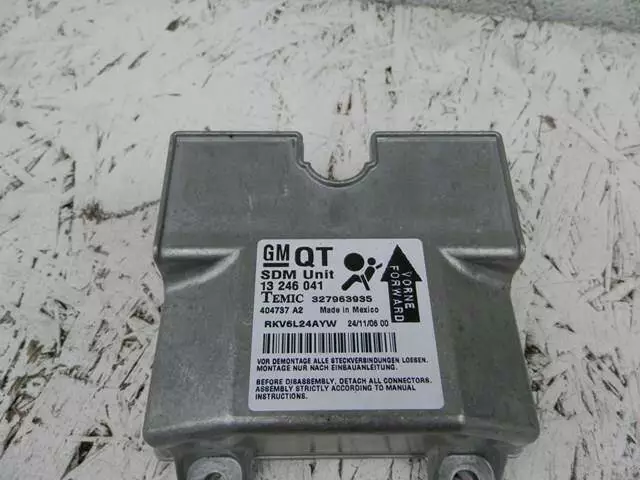 GM QT
SDM Unit
13 246 041
TEMIC 327963935
404737 A2 Made in Mexico
RKV6L24AYW 24/11/06 00
VORNE
FORWARD
VOR DEMONTAGE ALLE STECKVERBINDUNGEN LOESEN.
MONTAGE NUR NACH EINBAUANLEITUNG.
BEFORE DISASSEMBLY, DETACH ALL CONNECTORS.
ASSEMBLY STRICTLY ACCORDING TO MANUAL
INSTRUCTIONS.